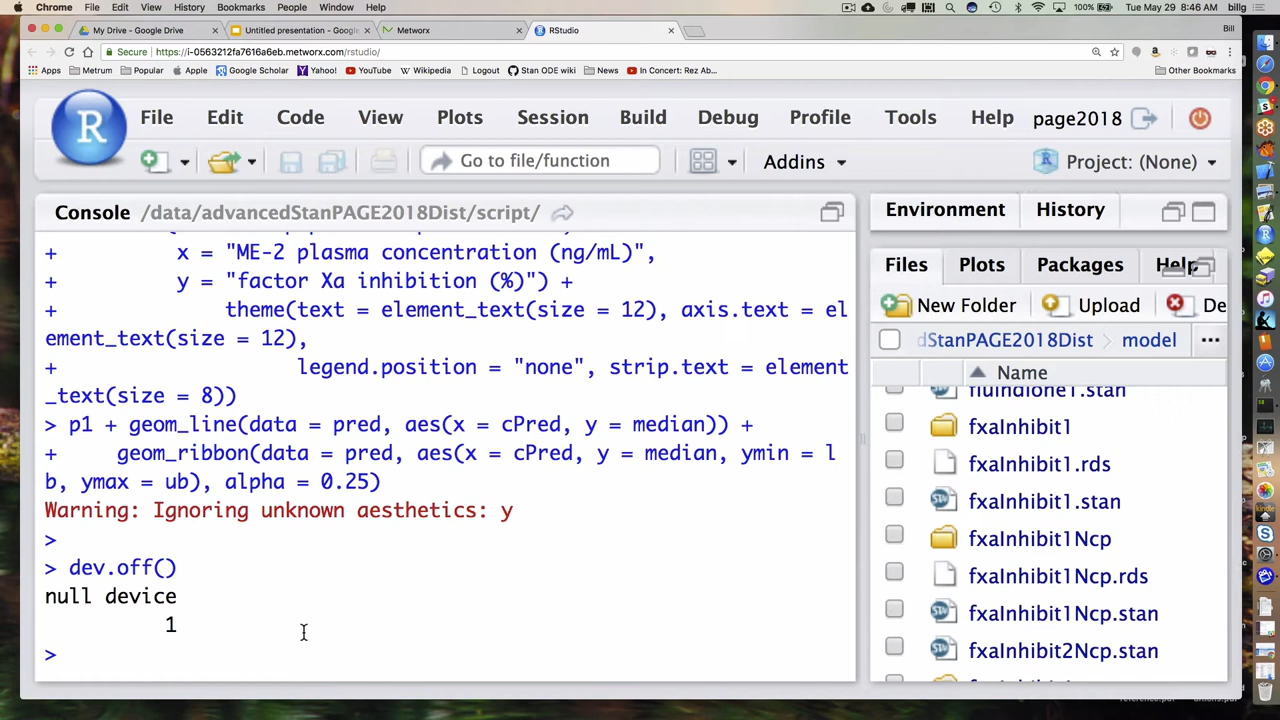 Chrome File Edit View History Bookmarks People Window Help 100% Tue May 29 8:46 AM billg
My Drive - Google Drive Untitled presentation - Google Metworx RStudio Bill
Secure https://i-0563212fa7616a6eb.metworx.com/rstudio/
Apps Metrum Popular Apple Google Scholar Yahoo! YouTube Wikipedia Logout Stan ODE wiki News In Concert: Rez Ab... Other Bookmarks
R File Edit Code View Plots Session Build Debug Profile Tools Help page2018
Go to file/function Addins Project: (None)
Console /data/advancedStanPAGE2018Dist/script/
+ x = "ME-2 plasma concentration (ng/mL)",
+ y = "factor Xa inhibition (%)") +
+ theme(text = element_text(size = 12), axis.text = el
ement_text(size = 12),
+ legend.position = "none", strip.text = element
_text(size = 8))
> p1 + geom_line(data = pred, aes(x = cPred, y = median)) +
+ geom_ribbon(data = pred, aes(x = cPred, y = median, ymin = l
b, ymax = ub), alpha = 0.25)
Warning: Ignoring unknown aesthetics: y
>
> dev.off()
null device
1
>
Environment History
Files Plots Packages Help
New Folder Upload De
dStanPAGE2018Dist model ...
Name
fluindione1.stan
fxaInhibit1
fxaInhibit1.rds
fxaInhibit1.stan
fxaInhibit1Ncp
fxaInhibit1Ncp.rds
fxaInhibit1Ncp.stan
fxaInhibit2Ncp.stan